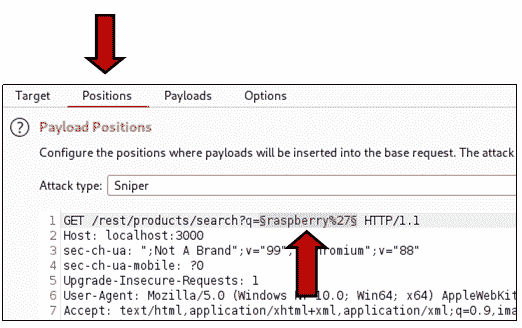 Target Positions Payloads Options
? Payload Positions
Configure the positions where payloads will be inserted into the base request. The attack
Attack type: Sniper
1 GET /rest/products/search?q=§raspberry%27§ HTTP/1.1
2 Host: localhost:3000
3 sec-ch-ua: ";Not A Brand";v="99", romium";v="88"
4 sec-ch-ua-mobile: ?0
5 Upgrade-Insecure-Requests: 1
6 User-Agent: Mozilla/5.0 (Windows 10.0; Win64; x64) AppleWebKit
7 Accept: text/html,application/xhtml+xml,application/xml;q=0.9,ima